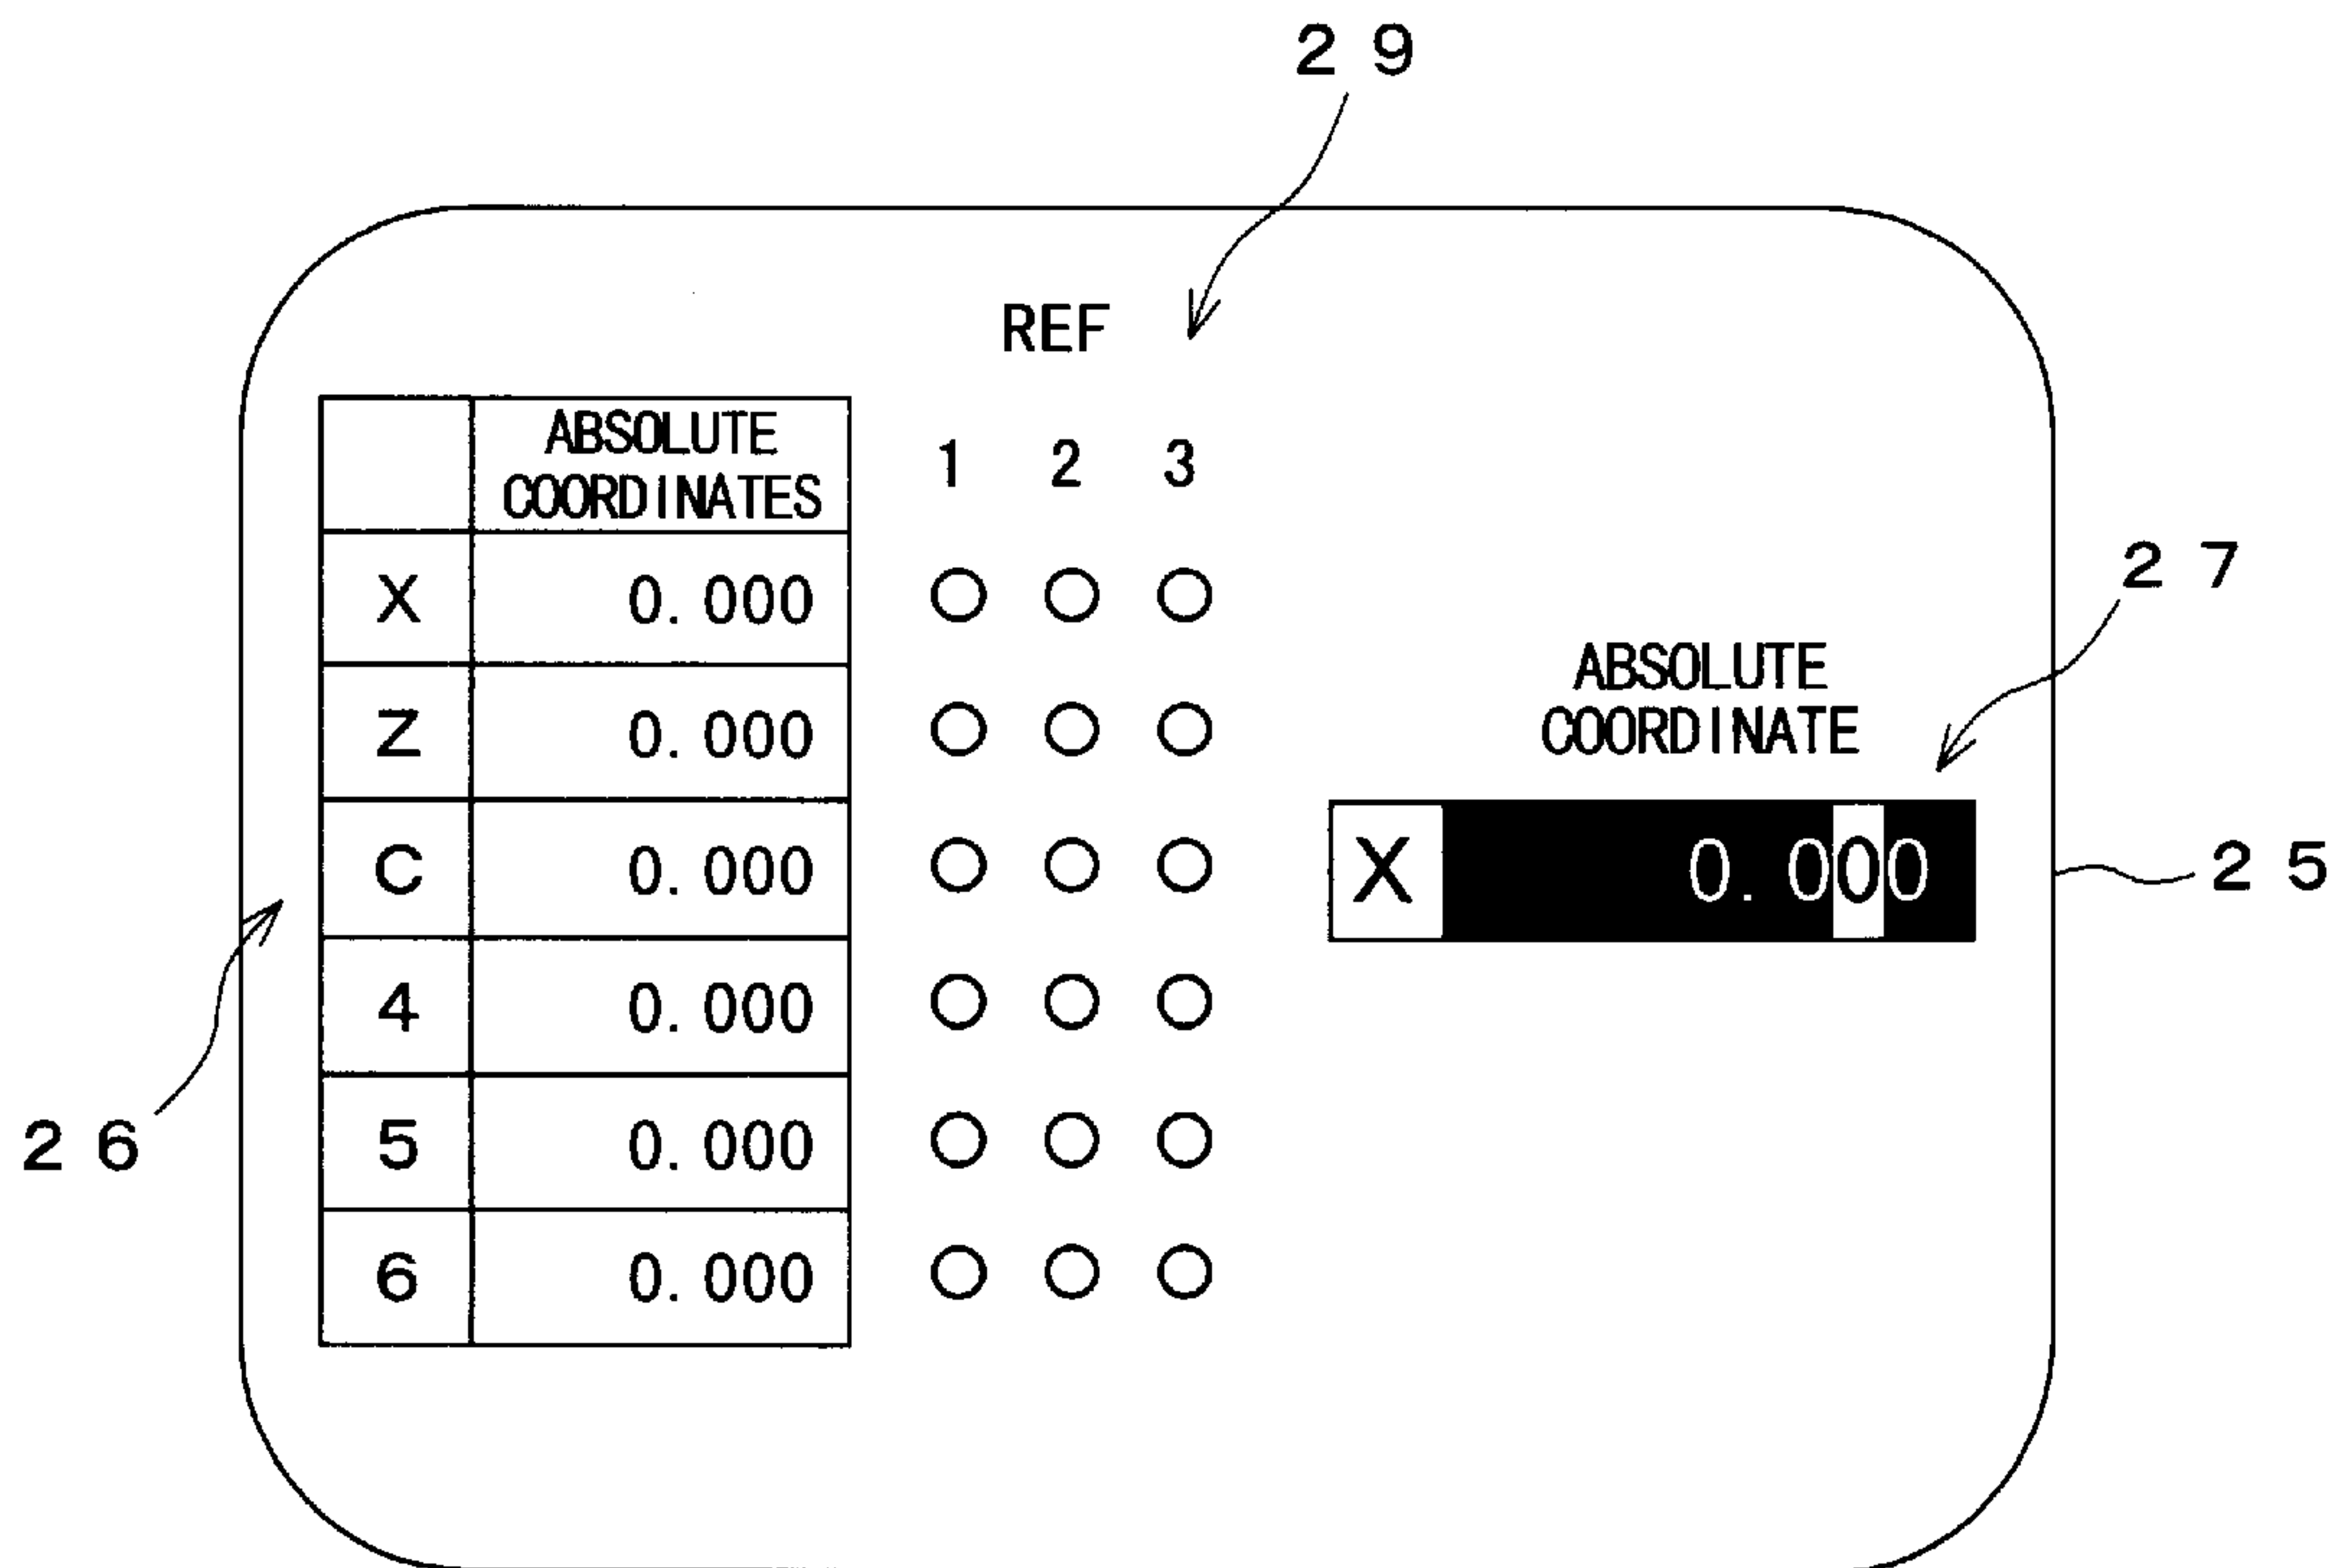 29
REF
ABSOLUTE
COORDINATES
1 2 3
X 0.000
27
Z 0.000
ABSOLUTE
COORDINATE
C 0.000
X 0.000
25
4 0.000
26
5 0.000
6 0.000